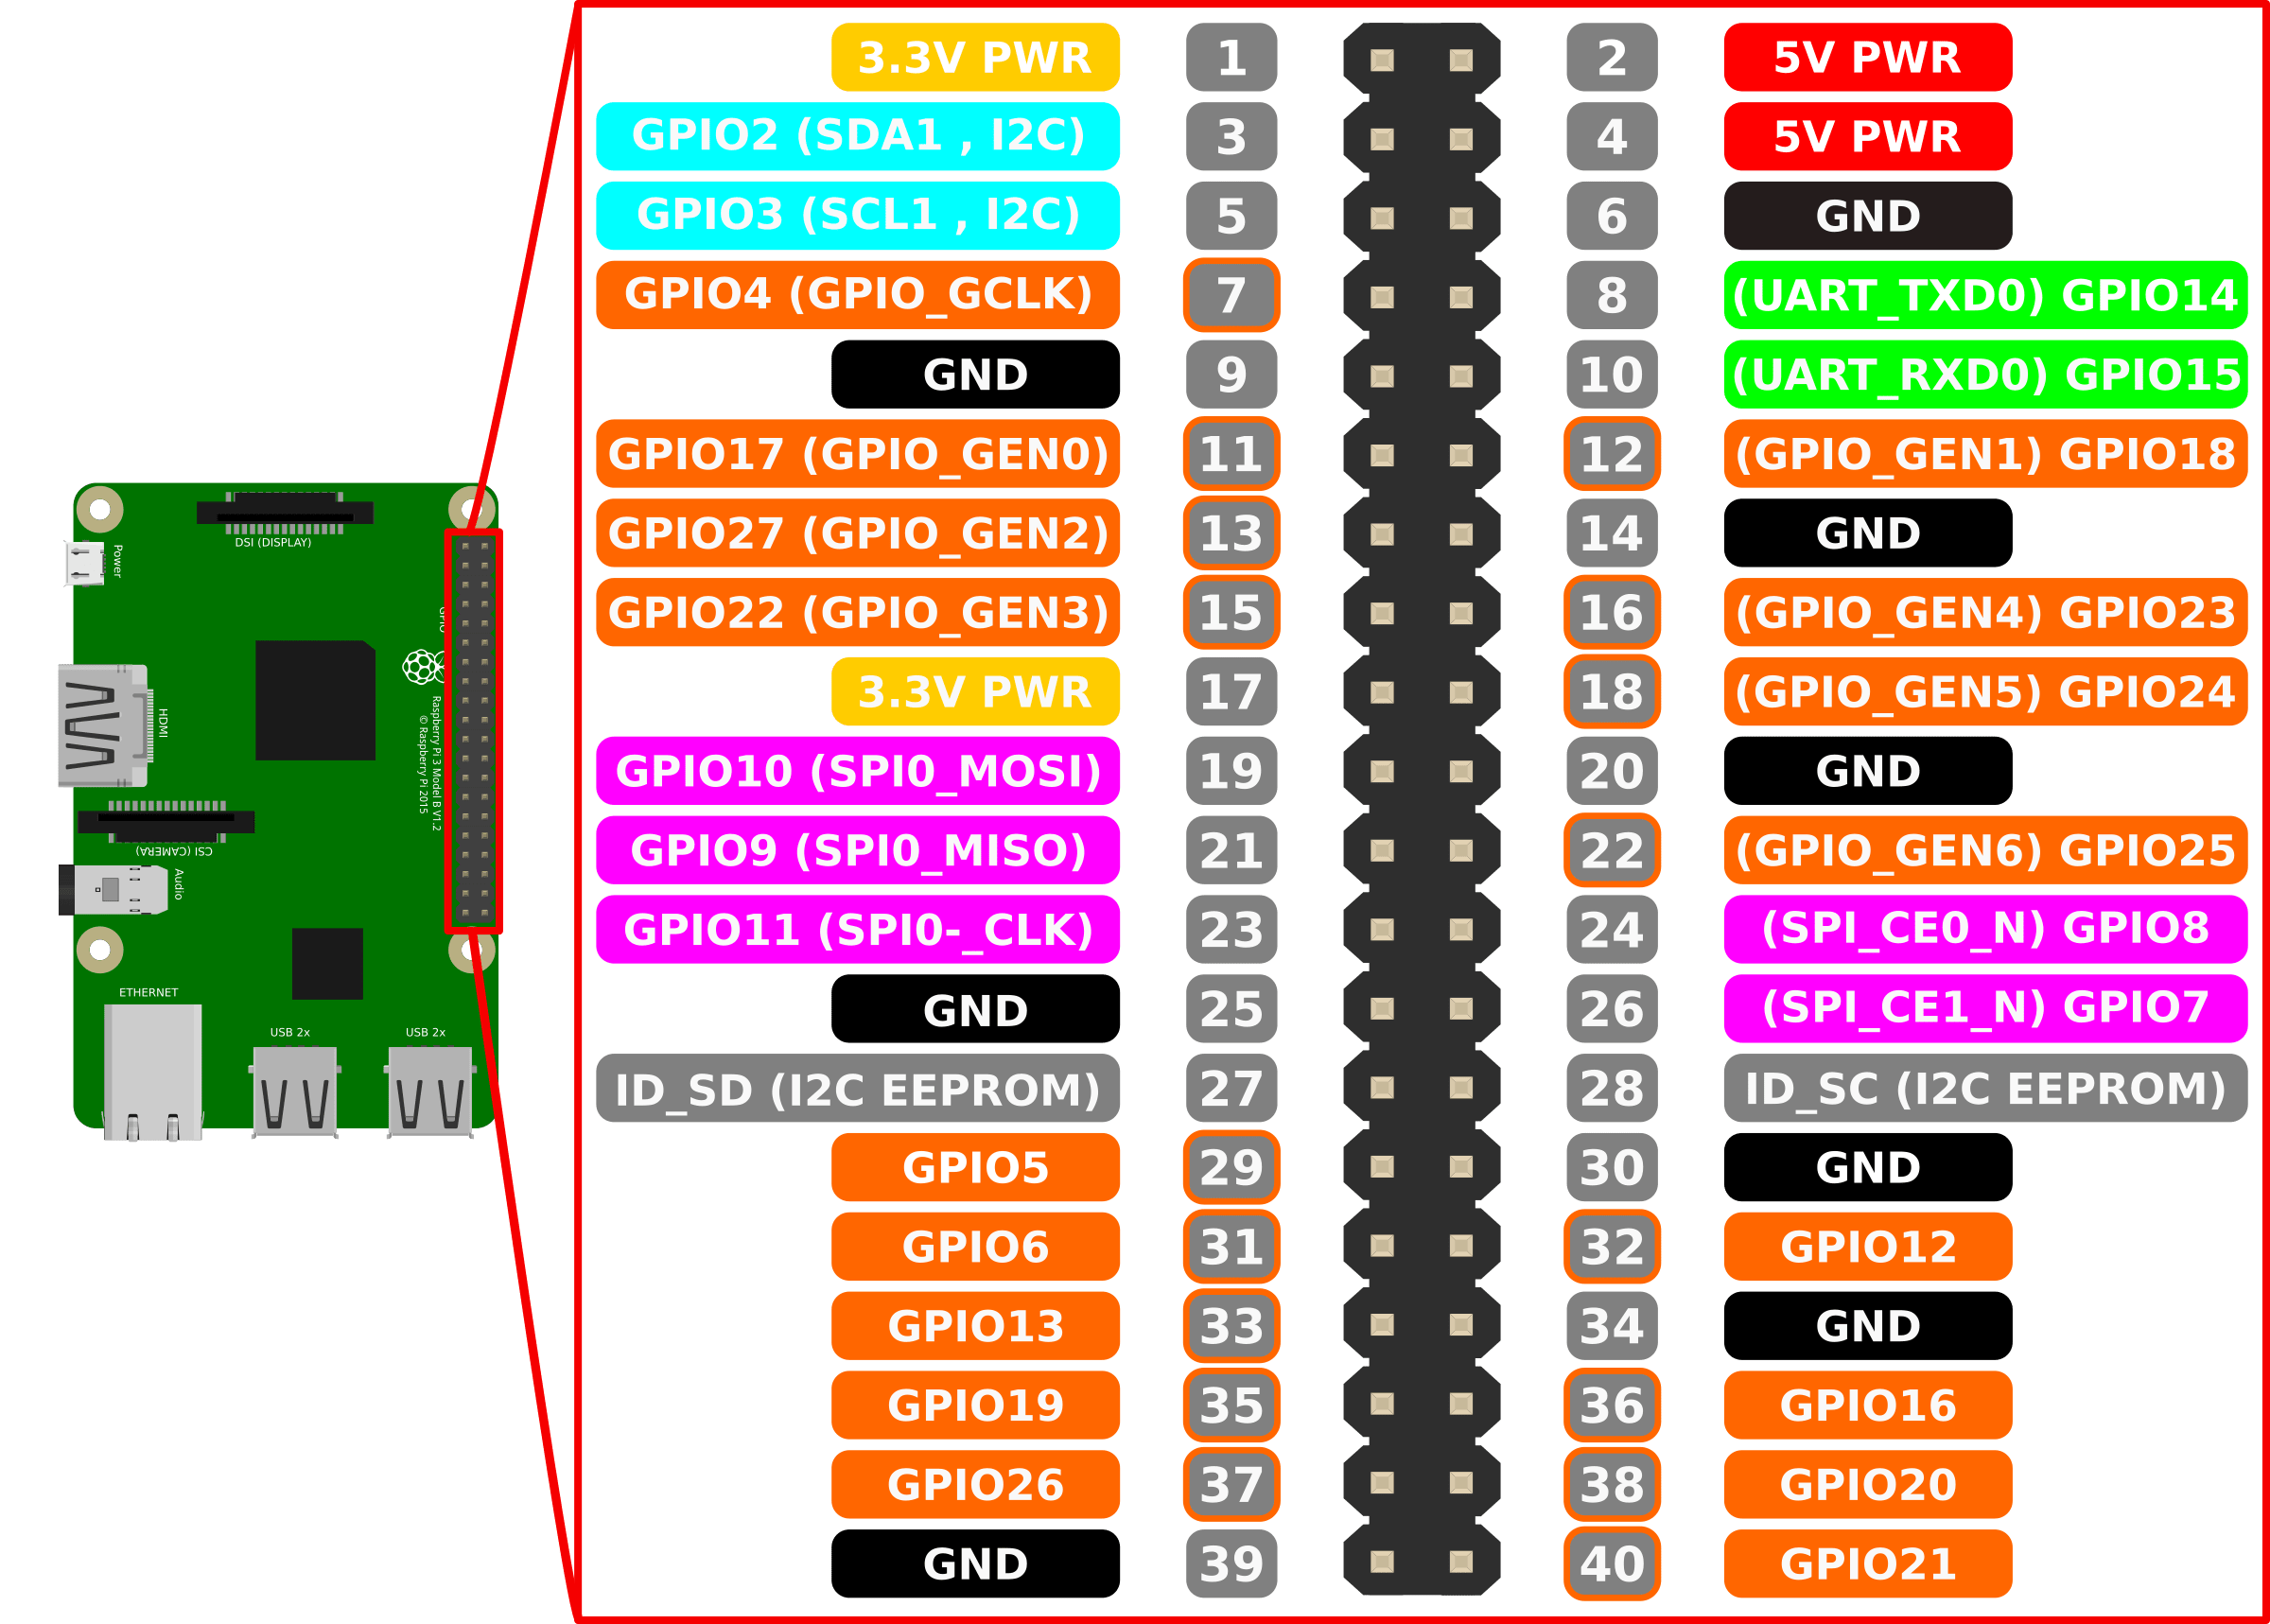 3.3V PWR 1 2 5V PWR
GPIO2 (SDA1 , I2C) 3 4 5V PWR
GPIO3 (SCL1 , I2C) 5 6 GND
GPIO4 (GPIO_GCLK) 7 8 (UART_TXD0) GPIO14
GND 9 10 (UART_RXD0) GPIO15
GPIO17 (GPIO_GEN0) 11 12 (GPIO_GEN1) GPIO18
GPIO27 (GPIO_GEN2) 13 14 GND
GPIO22 (GPIO_GEN3) 15 16 (GPIO_GEN4) GPIO23
3.3V PWR 17 18 (GPIO_GEN5) GPIO24
GPIO10 (SPI0_MOSI) 19 20 GND
GPIO9 (SPI0_MISO) 21 22 (GPIO_GEN6) GPIO25
GPIO11 (SPI0-_CLK) 23 24 (SPI_CE0_N) GPIO8
GND 25 26 (SPI_CE1_N) GPIO7
ID_SD (I2C EEPROM) 27 28 ID_SC (I2C EEPROM)
GPIO5 29 30 GND
GPIO6 31 32 GPIO12
GPIO13 33 34 GND
GPIO19 35 36 GPIO16
GPIO26 37 38 GPIO20
GND 39 40 GPIO21
DSI (DISPLAY)
Power
GPIO
HDMI
Raspberry Pi 3 Model B V1.2
© Raspberry Pi 2015
CSI (CAMERA)
Audio
ETHERNET
USB 2x
USB 2x